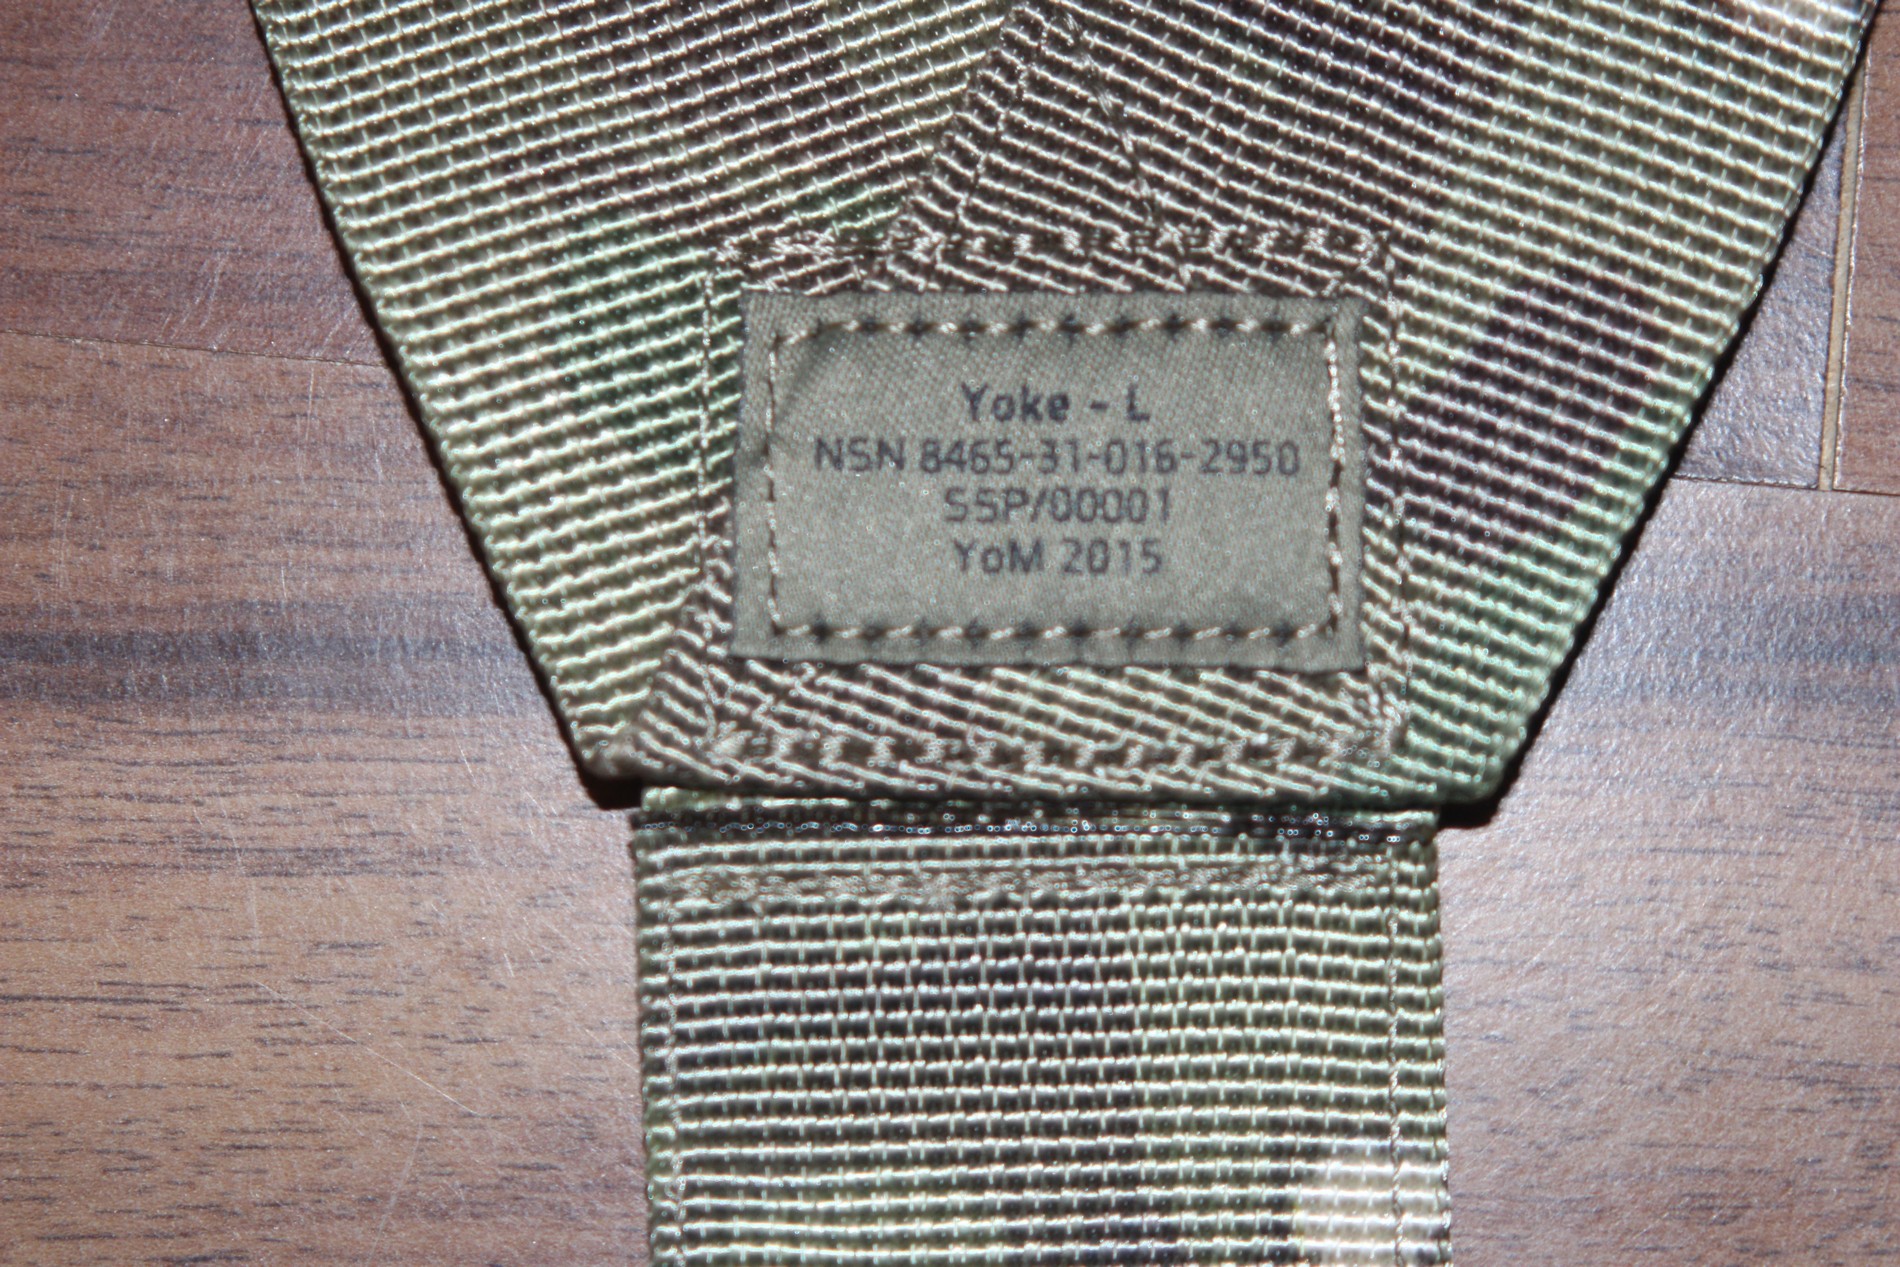 Yoke - L
NSN 8465-31-016-2950
SSP/00001
YoM 2015